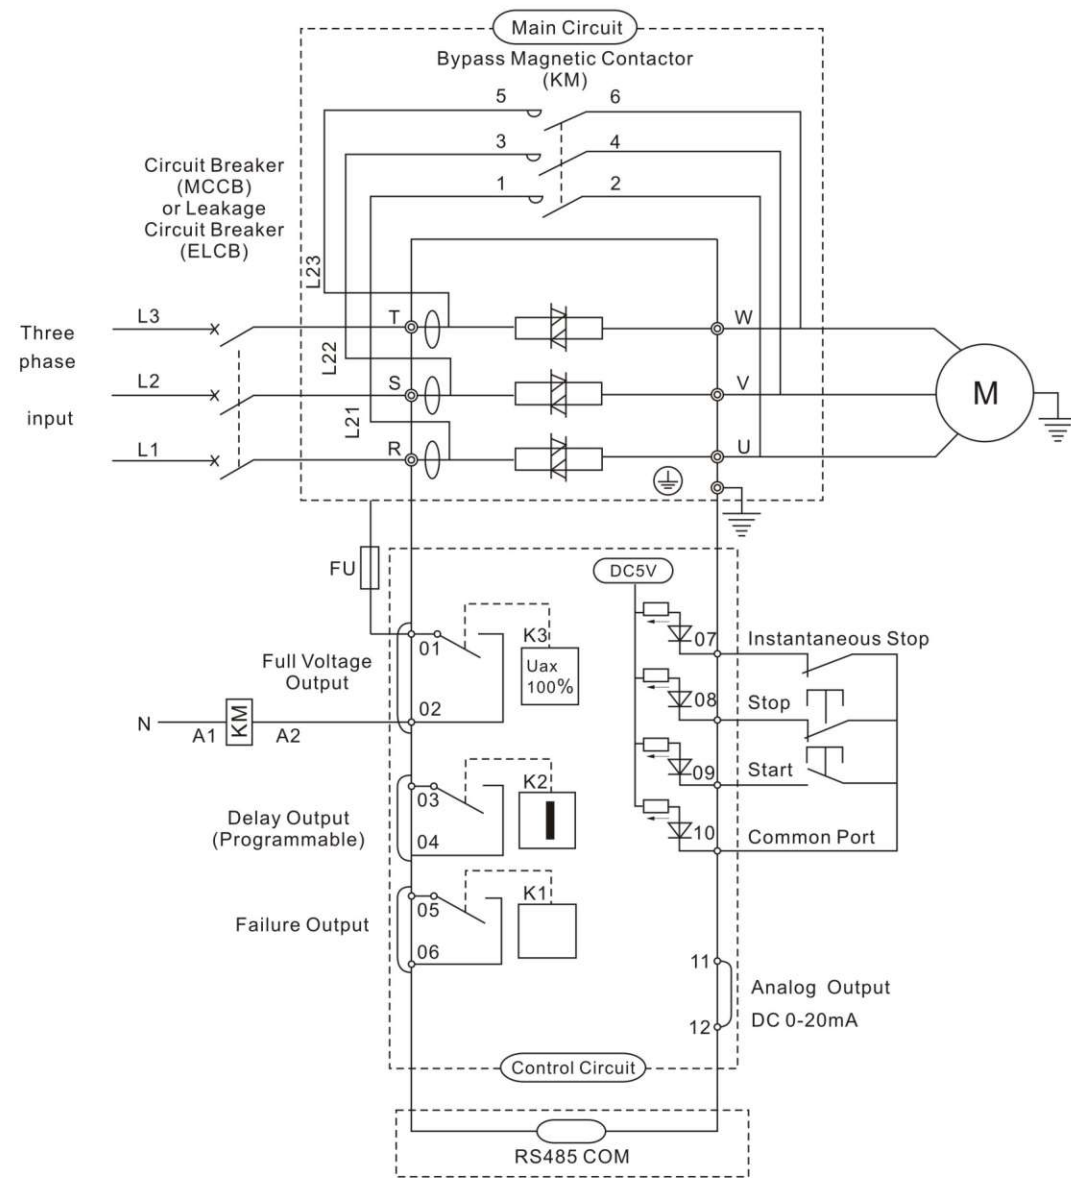 Main Circuit
Bypass Magnetic Contactor
(KM)
5
6
3
4
1
2
Circuit Breaker
(MCCB)
or Leakage
Circuit Breaker
(ELCB)
L23
L22
L21
Three
phase
input
L3
L2
L1
T
S
R
W
V
U
M
FU
DC5V
Full Voltage
Output
01
02
K3
Uax
100%
N
A1
KM
A2
Delay Output
(Programmable)
03
04
K2
Failure Output
05
06
K1
07
Instantaneous Stop
08
Stop
09
Start
10
Common Port
11
12
Analog Output
DC 0-20mA
Control Circuit
RS485 COM